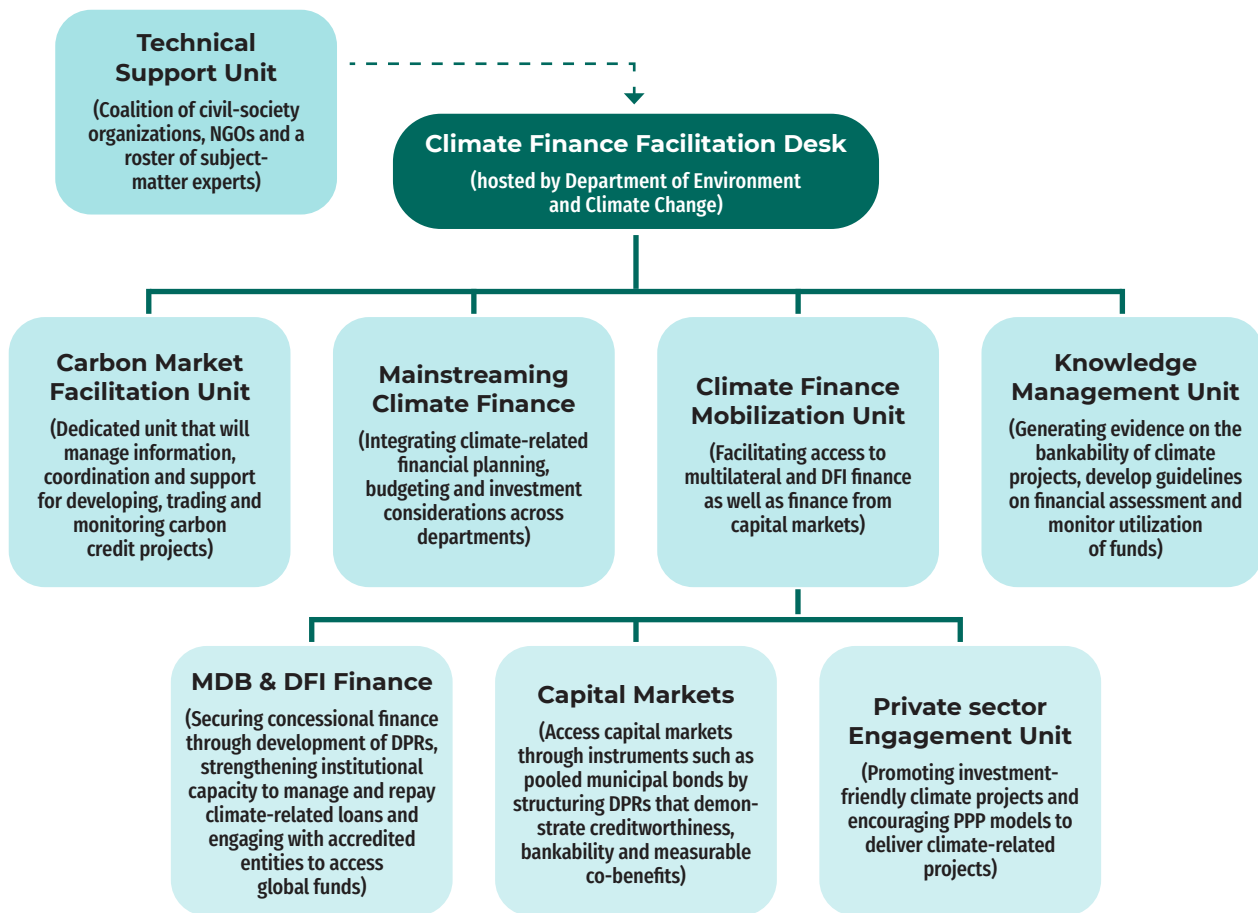 Technical
Support Unit
(Coalition of civil-society
organizations, NGOs and a
roster of subject-
matter experts)
Climate Finance Facilitation Desk
(hosted by Department of Environment
and Climate Change)
Carbon Market
Facilitation Unit
(Dedicated unit that will
manage information,
coordination and support
for developing, trading and
monitoring carbon
credit projects)
Mainstreaming
Climate Finance
(Integrating climate-related
financial planning,
budgeting and investment
considerations across
departments)
Climate Finance
Mobilization Unit
(Facilitating access to
multilateral and DFI finance
as well as finance from
capital markets)
Knowledge
Management Unit
(Generating evidence on the
bankability of climate
projects, develop guidelines
on financial assessment and
monitor utilization
of funds)
MDB & DFI Finance
(Securing concessional finance
through development of DPRs,
strengthening institutional
capacity to manage and repay
climate-related loans and
engaging with accredited
entities to access
global funds)
Capital Markets
(Access capital markets
through instruments such as
pooled municipal bonds by
structuring DPRs that demon-
strate creditworthiness,
bankability and measurable
co-benefits)
Private sector
Engagement Unit
(Promoting investment-
friendly climate projects and
encouraging PPP models to
deliver climate-related
projects)